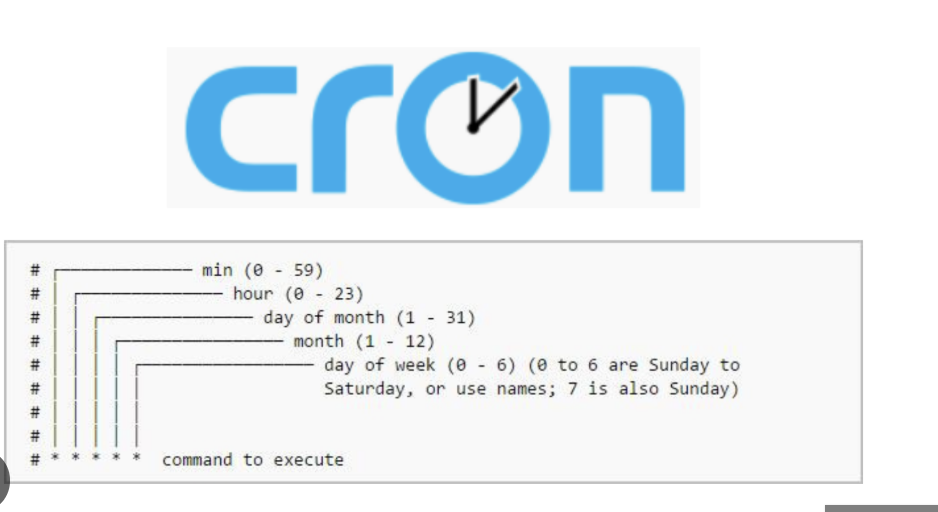 cron
# min (0 - 59)
# hour (0 - 23)
# day of month (1 - 31)
# month (1 - 12)
# day of week (0 - 6) (0 to 6 are Sunday to
# Saturday, or use names; 7 is also Sunday)
#
#
# * * * * * command to execute